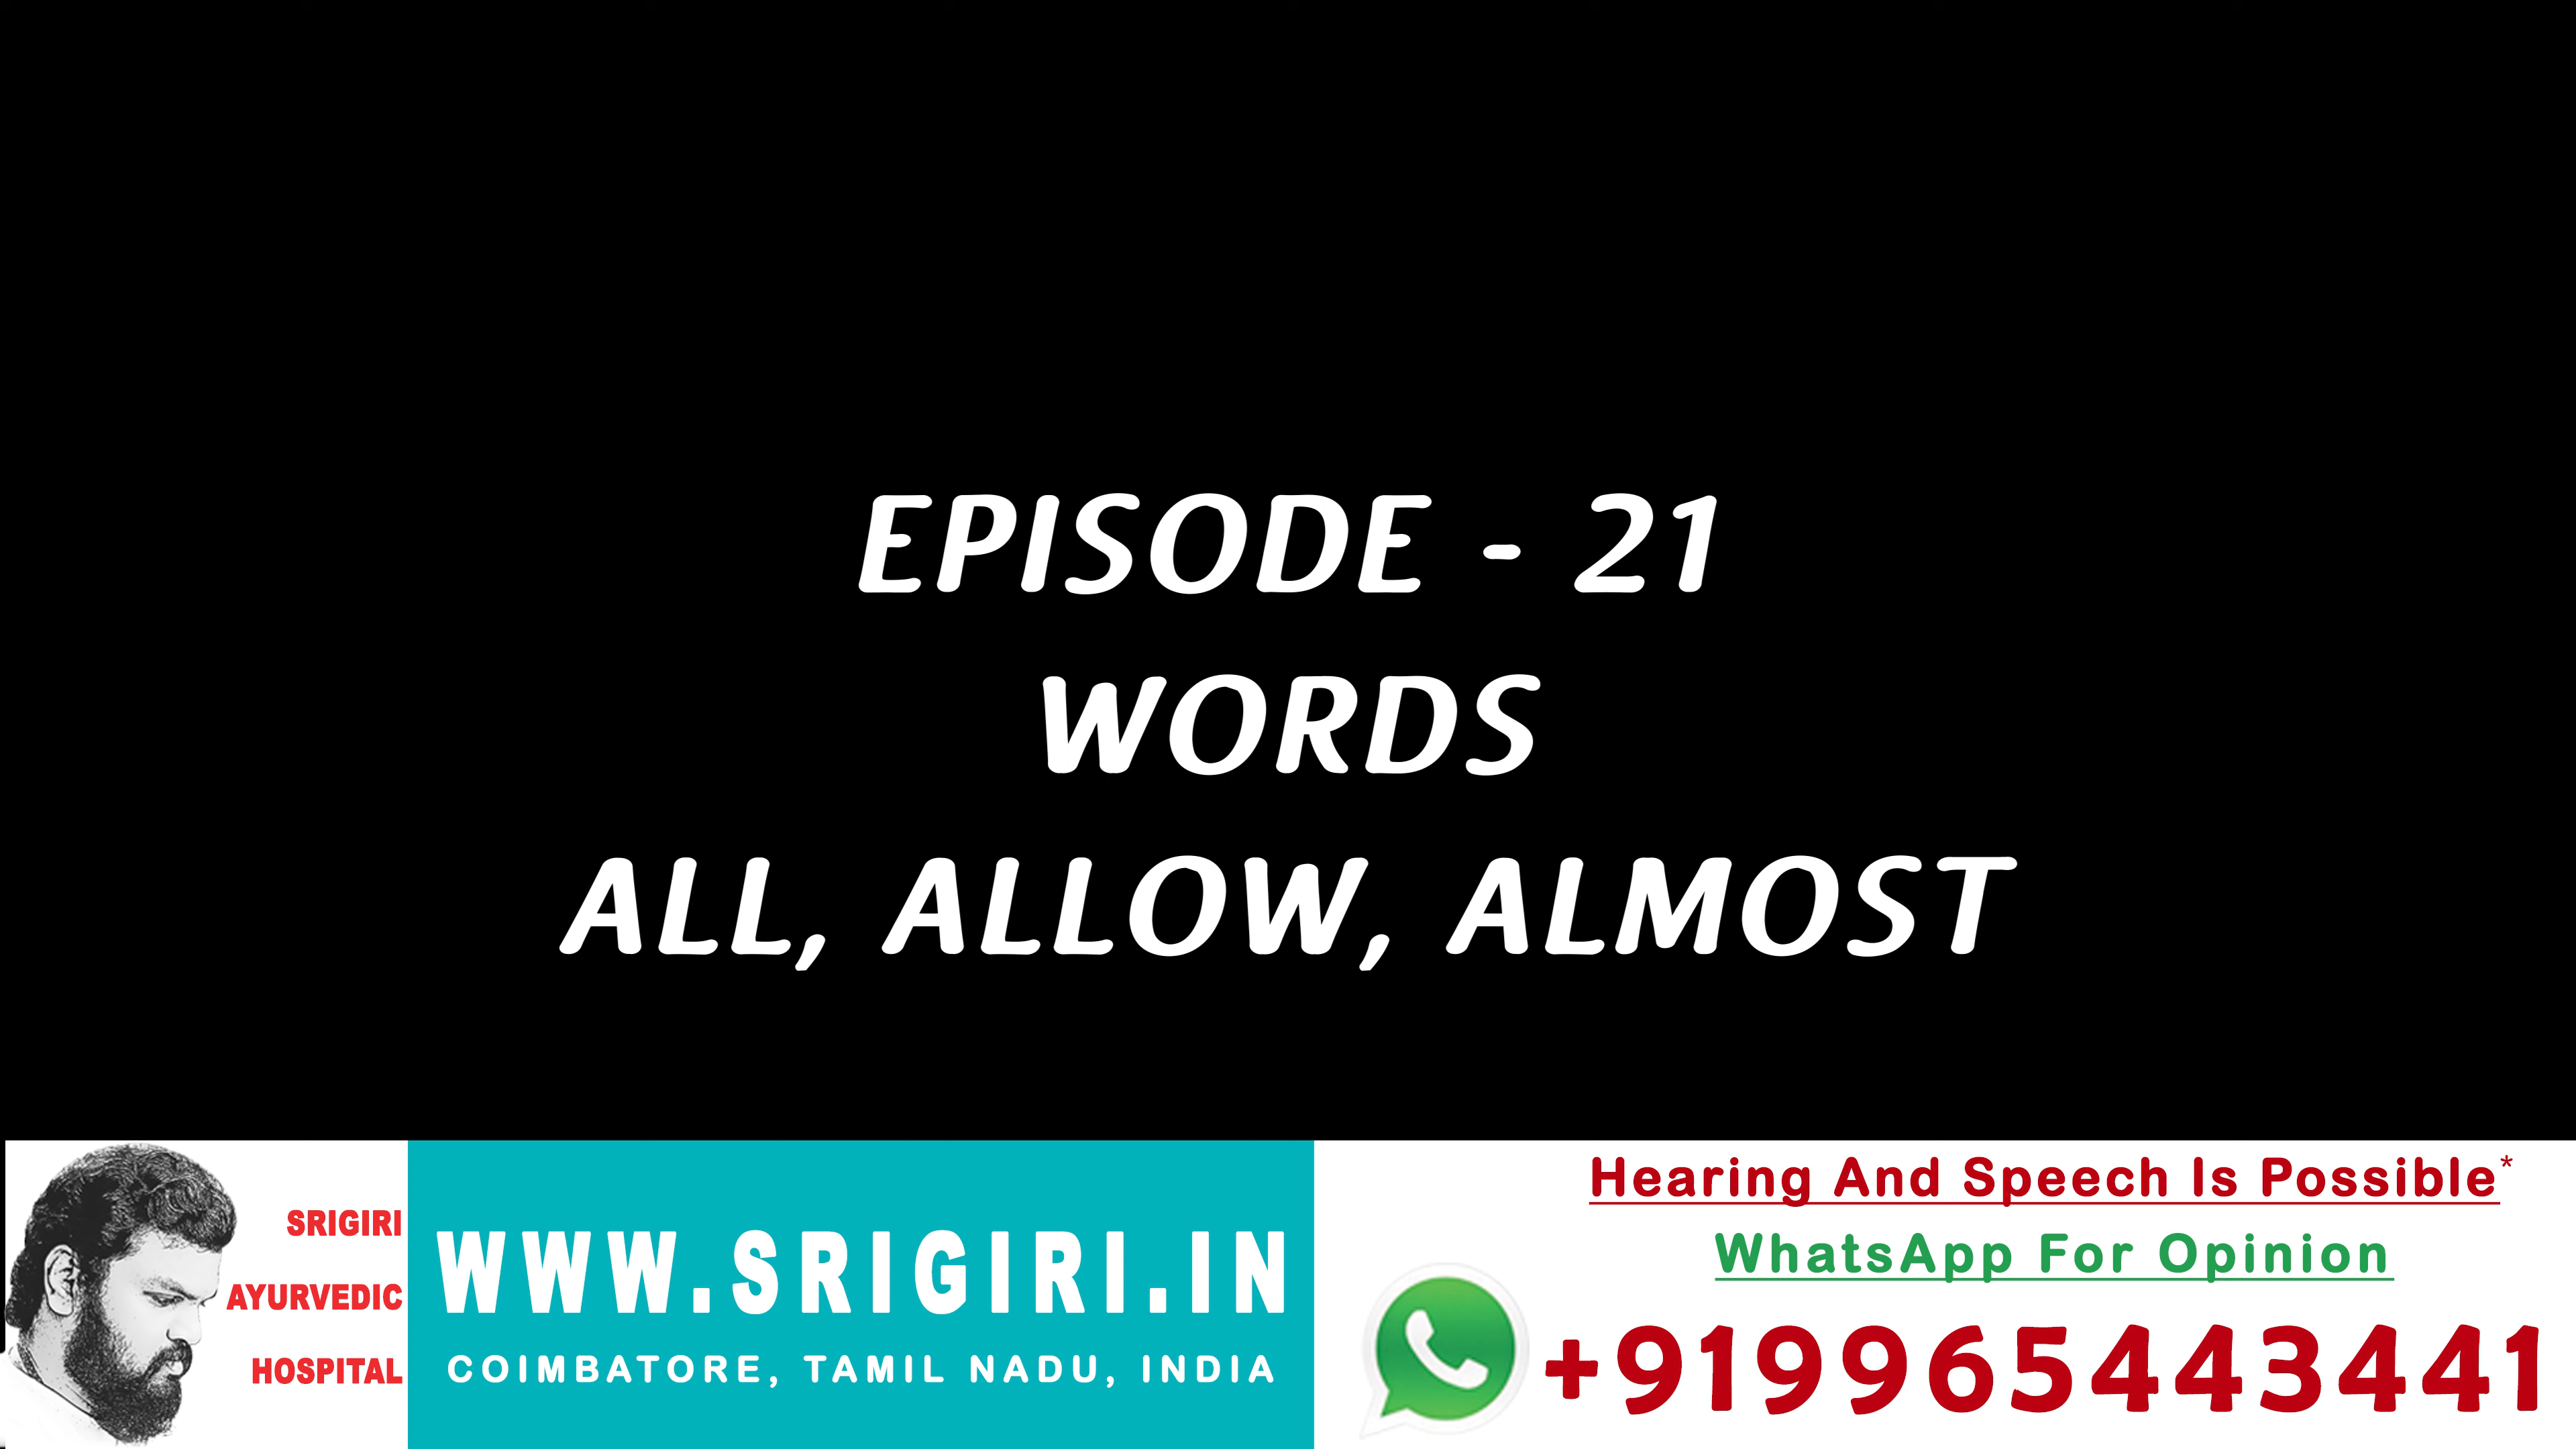 EPISODE - 21
WORDS
ALL, ALLOW, ALMOST
SRIGIRI
AYURVEDIC
HOSPITAL
WWW.SRIGIRI.IN
COIMBATORE, TAMIL NADU, INDIA
Hearing And Speech Is Possible*
WhatsApp For Opinion
+919965443441